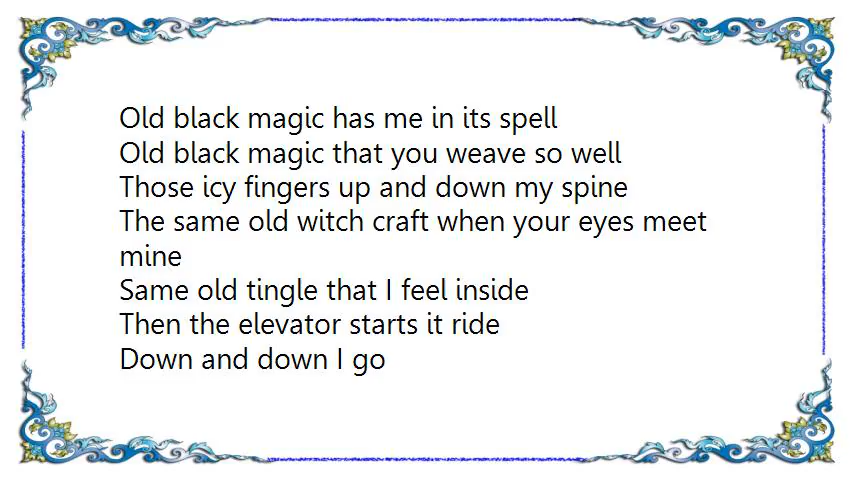 Old black magic has me in its spell
Old black magic that you weave so well
Those icy fingers up and down my spine
The same old witch craft when your eyes meet
mine
Same old tingle that I feel inside
Then the elevator starts it ride
Down and down I go